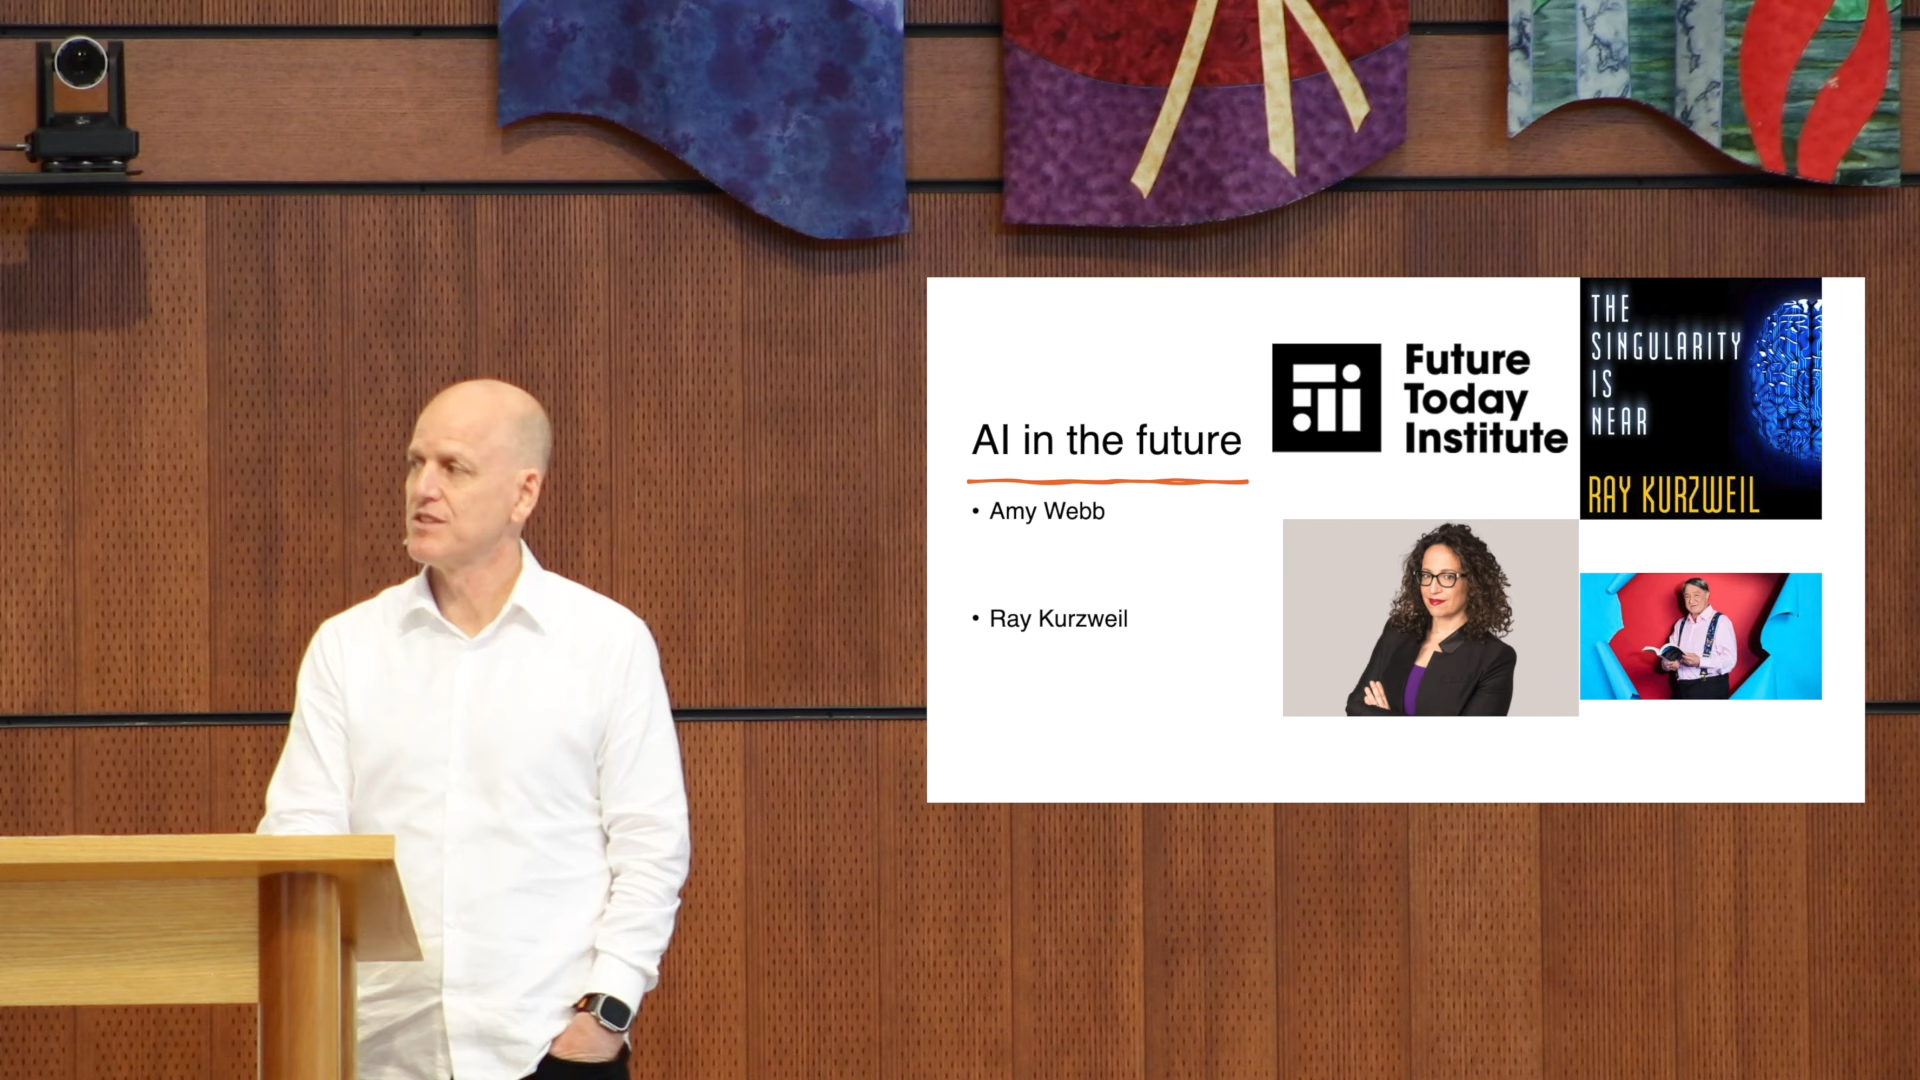 AI in the future
• Amy Webb
• Ray Kurzweil
Future
Today
Institute
THE
SINGULARITY
IS
NEAR
RAY KURZWEIL